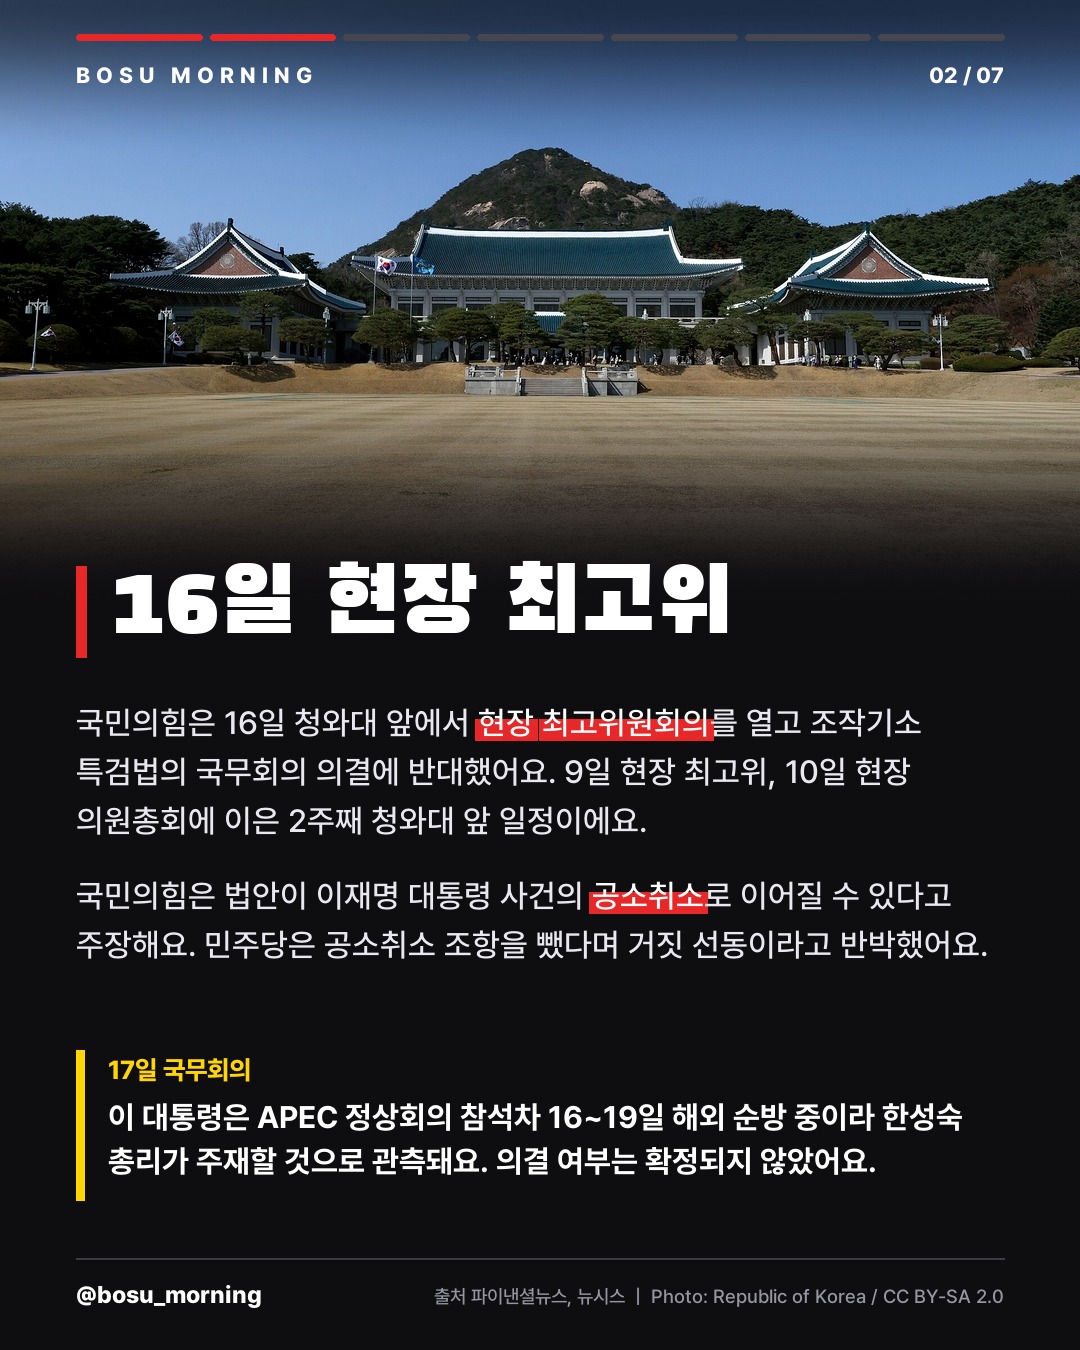 BOSU MORNING
02 / 07
16일 현장 최고위
국민의힘은 16일 청와대 앞에서 현장 최고위원회의를 열고 조작기소
특검법의 국무회의 의결에 반대했어요. 9일 현장 최고위, 10일 현장
의원총회에 이은 2주째 청와대 앞 일정이에요.
국민의힘은 법안이 이재명 대통령 사건의 공소취소로 이어질 수 있다고
주장해요. 민주당은 공소취소 조항을 뺐다며 거짓 선동이라고 반박했어요.
17일 국무회의
이 대통령은 APEC 정상회의 참석차 16~19일 해외 순방 중이라 한성숙
총리가 주재할 것으로 관측돼요. 의결 여부는 확정되지 않았어요.
@bosu_morning
출처 파이낸셜뉴스, 뉴시스 | Photo: Republic of Korea / CC BY-SA 2.0